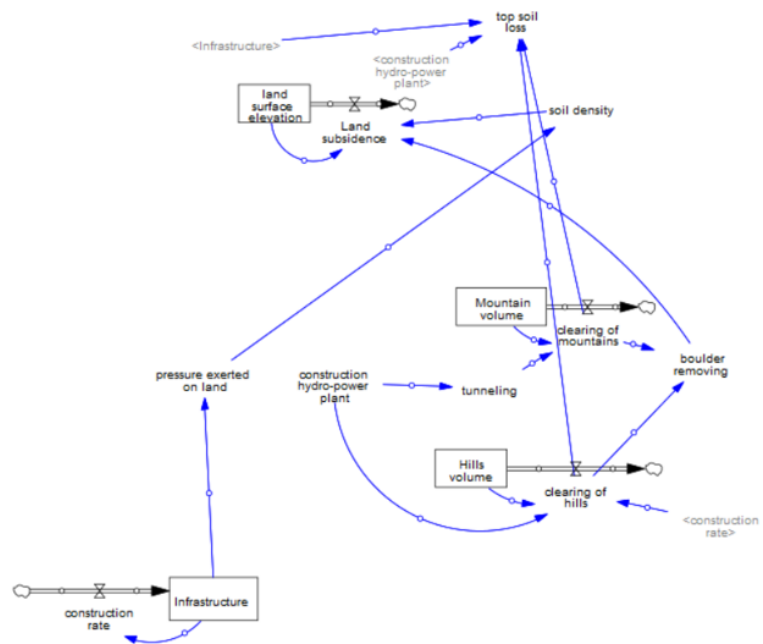 top soil
loss
<Infrastructure>
<construction
hydro-power
plant>
land
surface
elevation
Land
subsidence
soil density
Mountain
volume
clearing of
mountains
boulder
removing
pressure exerted
on land
construction
hydro-power
plant
tunneling
Hills
volume
clearing of
hills
<construction
rate>
Infrastructure
construction
rate